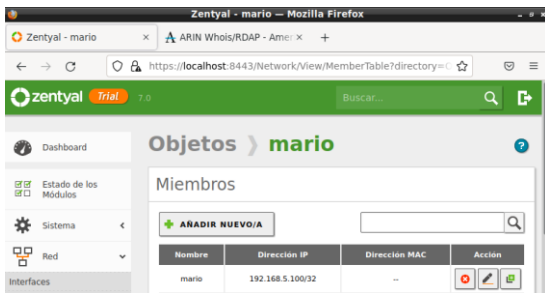 Zentyal - mario — Mozilla Firefox
Zentyal - mario × ARIN Whois/RDAP - Amer × +
https://localhost:8443/Network/View/MemberTable?directory=
zentyal Trial 7.0 Buscar...
Dashboard
Objetos mario ?
Estado de los
Módulos
Miembros
Sistema
AÑADIR NUEVO/A
Red
Nombre Dirección IP Dirección MAC Acción
Interfaces
mario 192.168.5.100/32 --